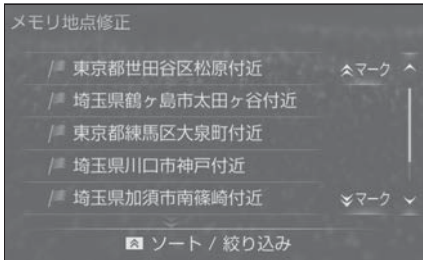 メモリ地点修正
東京都世田谷区松原付近
マーク
埼玉県鶴ヶ島市太田ヶ谷付近
東京都練馬区大泉町付近
埼玉県川口市神戸付近
埼玉県加須市南篠崎付近
マーク
ソート / 絞り込み